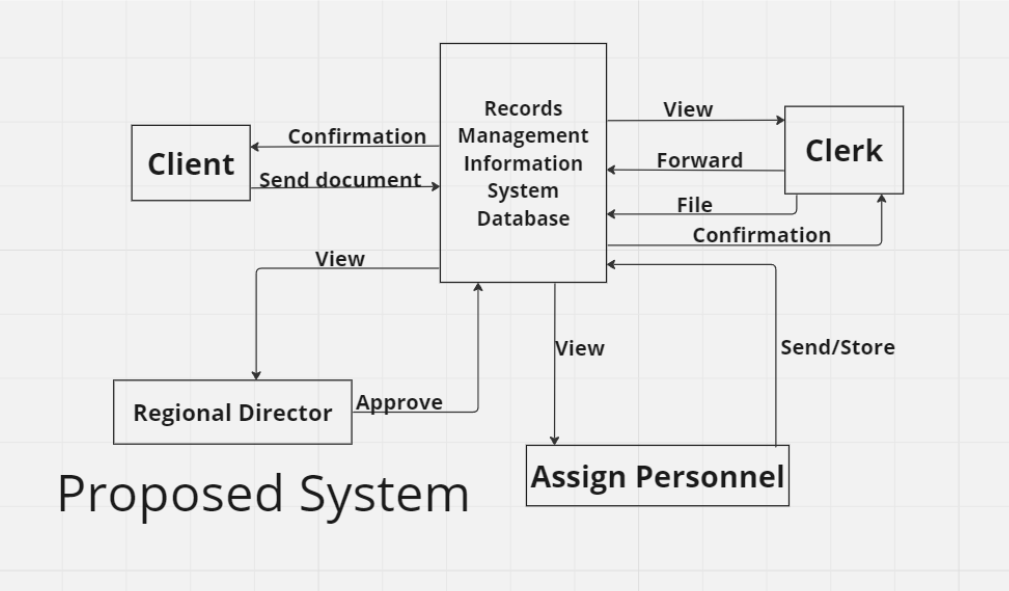 Records
Management
Information
System
Database
Client
Confirmation
Send document
View
Forward
File
Confirmation
Clerk
View
Regional Director
Approve
View
Send/Store
Assign Personnel
Proposed System